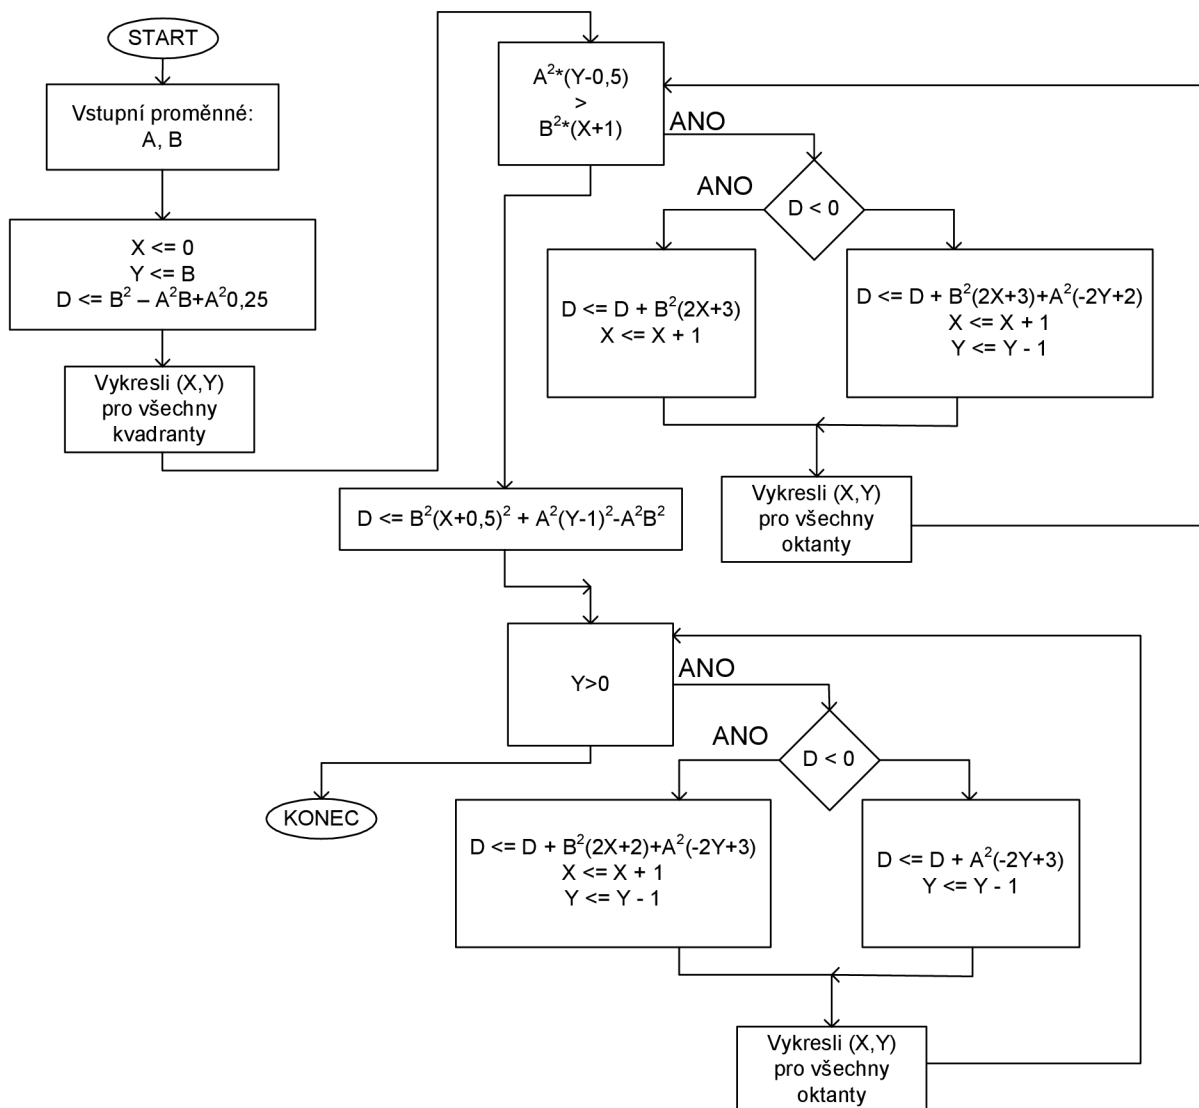 START
Vstupní proměnné:
A, B
X <= 0
Y <= B
D <= B² – A²B+A²0,25
Vykresli (X,Y)
pro všechny
kvadranty
A²*(Y-0,5)
>
B²*(X+1)
ANO
D < 0
ANO
D <= D + B²(2X+3)
X <= X + 1
D <= D + B²(2X+3)+A²(-2Y+2)
X <= X + 1
Y <= Y - 1
Vykresli (X,Y)
pro všechny
oktanty
D <= B²(X+0,5)² + A²(Y-1)²-A²B²
Y>0
ANO
D < 0
ANO
KONEC
D <= D + B²(2X+2)+A²(-2Y+3)
X <= X + 1
Y <= Y - 1
D <= D + A²(-2Y+3)
Y <= Y - 1
Vykresli (X,Y)
pro všechny
oktanty